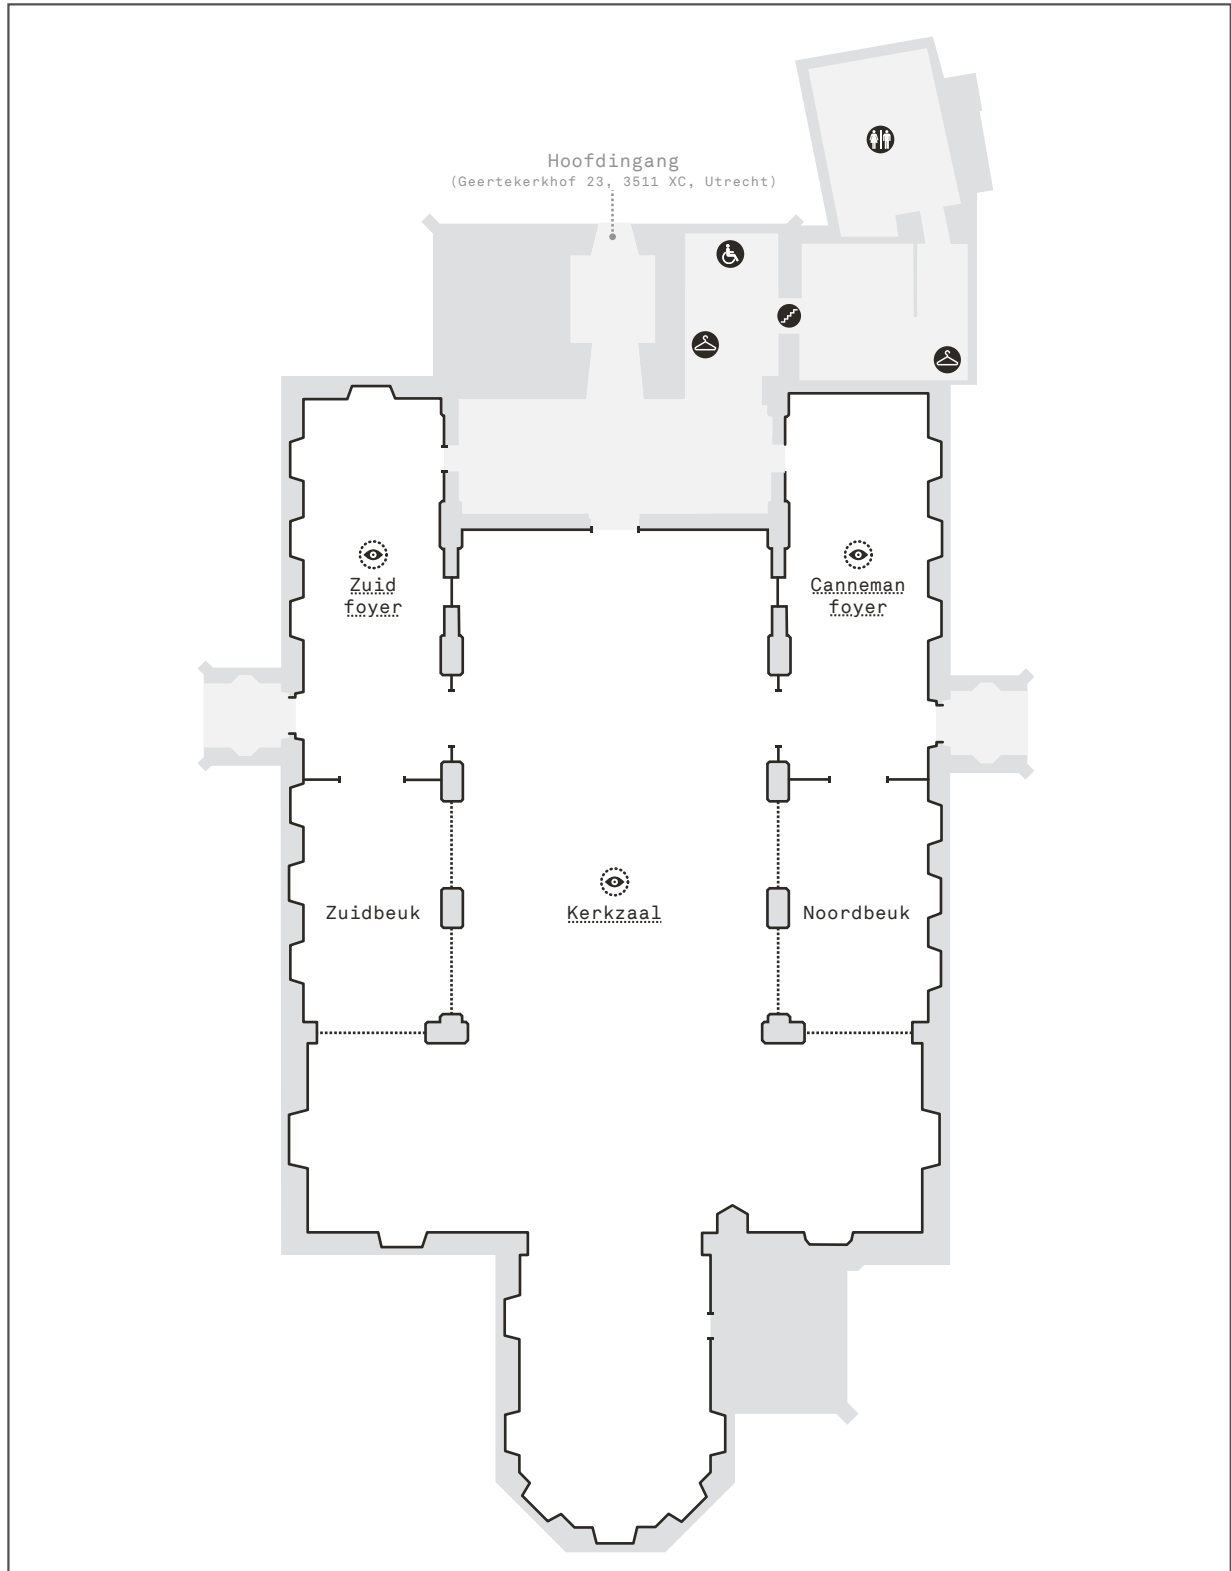 Hoofdingang
(Geertekerkhof 23, 3511 XC, Utrecht)
Zuid
foyer
Canneman
foyer
Zuidbeuk
Kerkzaal
Noordbeuk